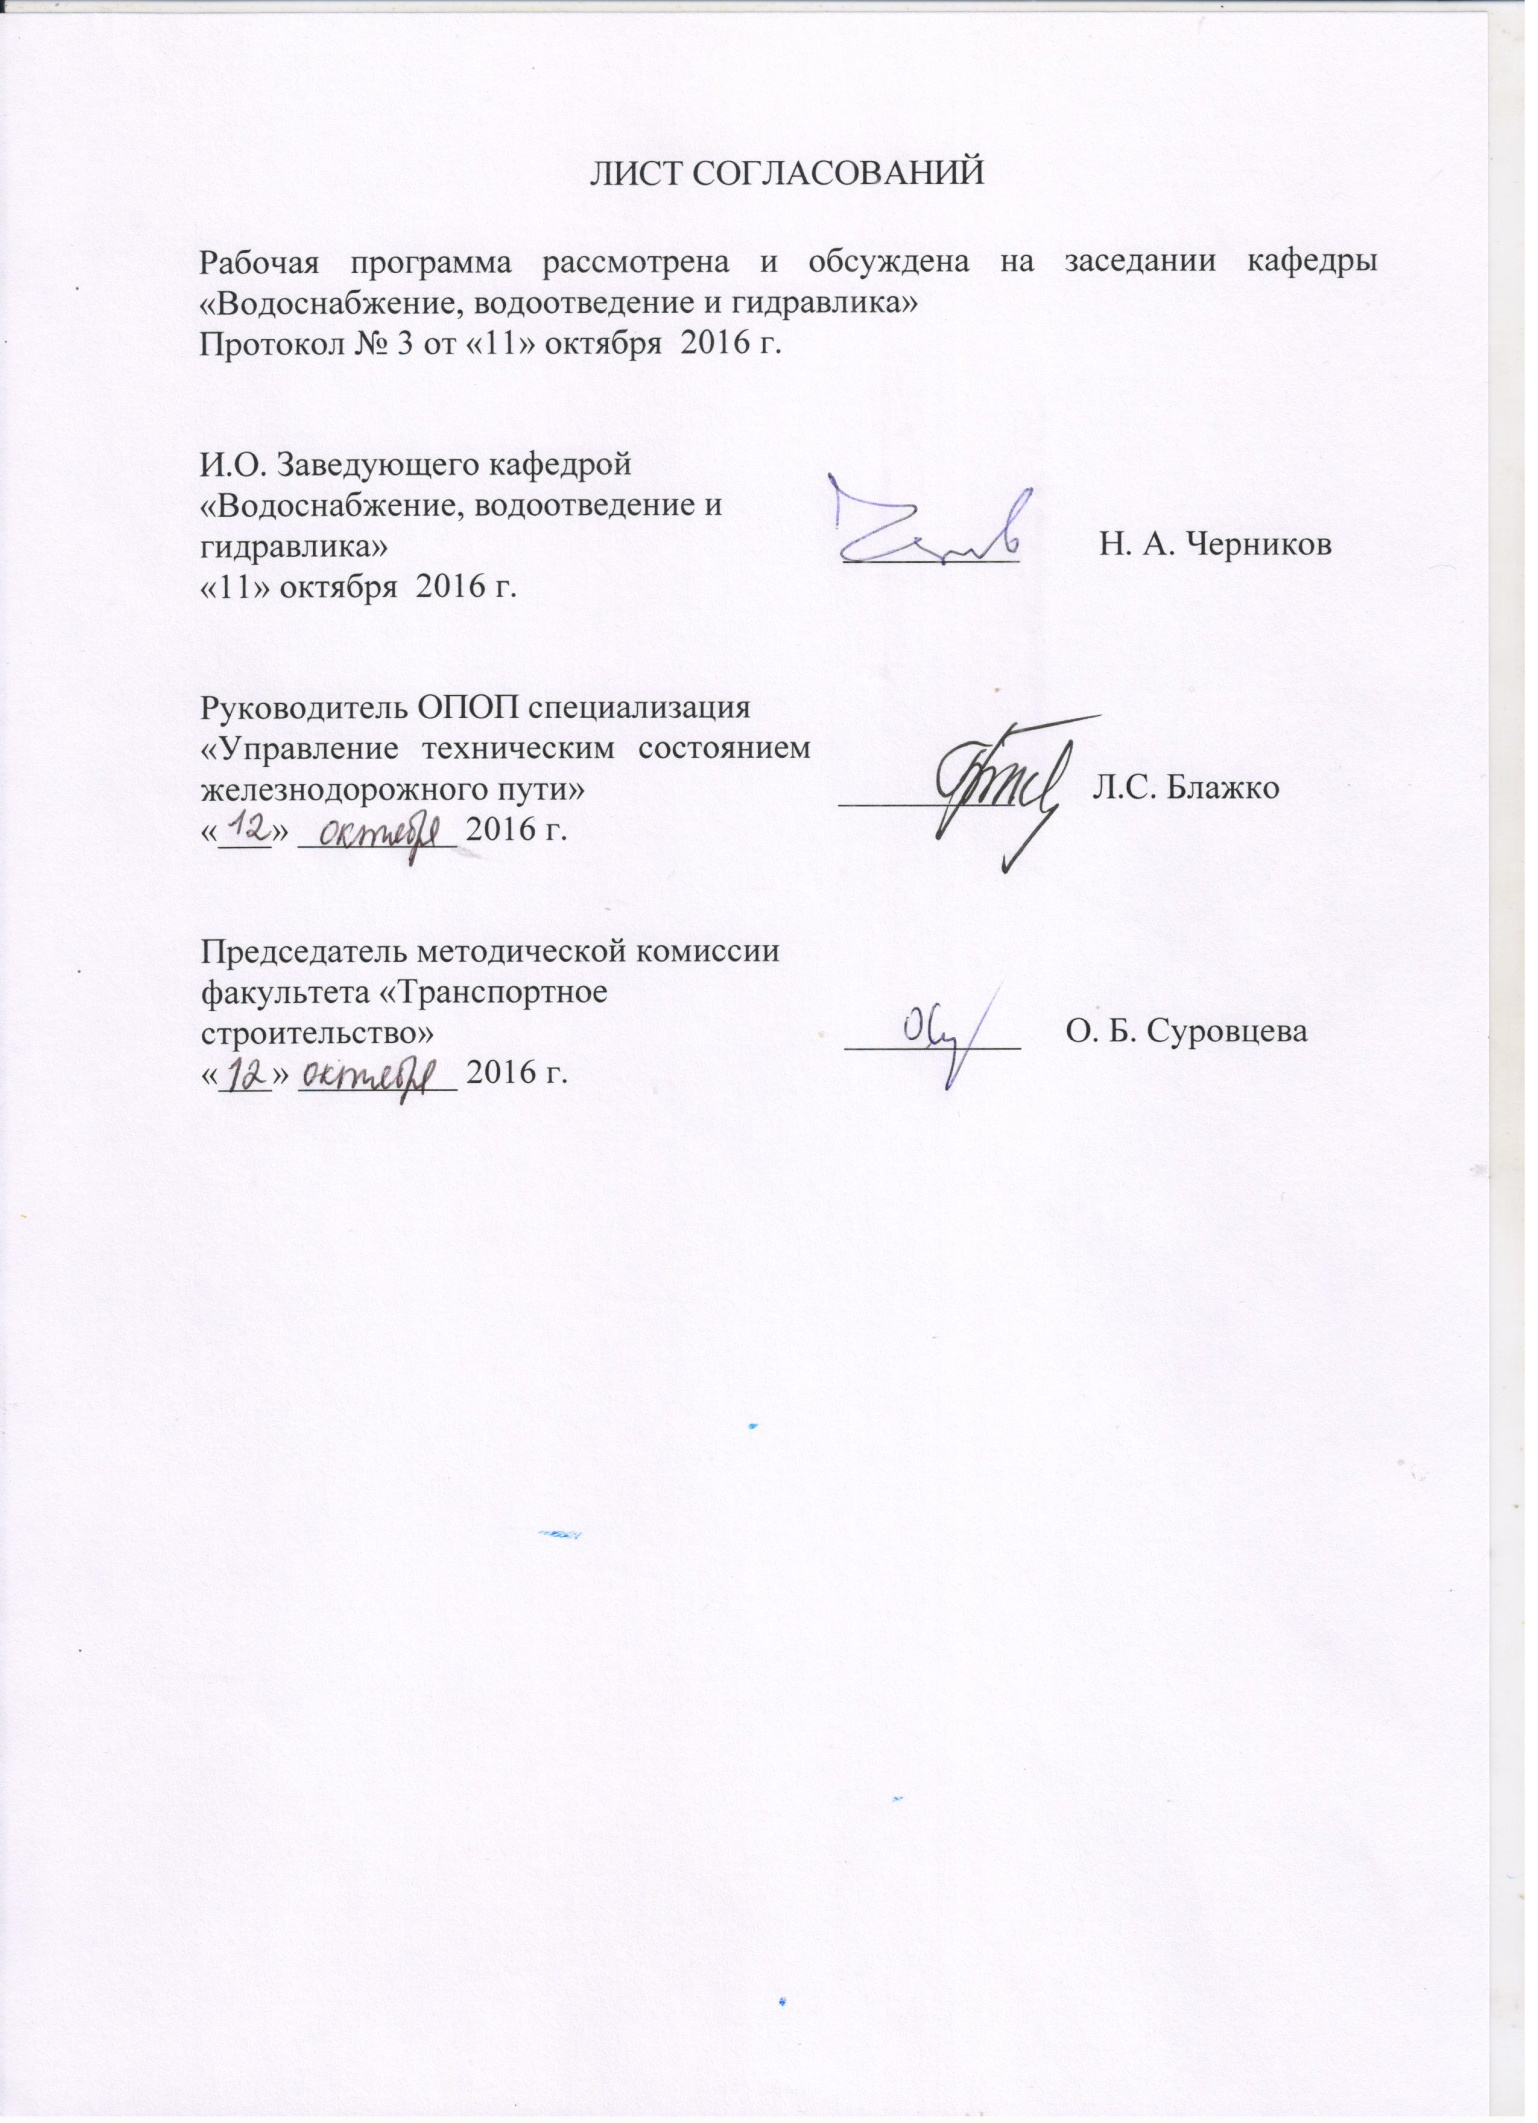 ЛИСТ СОГЛАСОВАНИЙ
Рабочая программа рассмотрена и обсуждена на заседании кафедры
«Водоснабжение, водоотведение и гидравлика»
Протокол № 3 от «11» октября 2016 г.
И.О. Заведующего кафедрой
«Водоснабжение, водоотведение и
гидравлика» Н. А. Черников
«11» октября 2016 г.
Руководитель ОПОП специализация
«Управление техническим состоянием
железнодорожного пути» Л.С. Блажко
«12» октября 2016 г.
Председатель методической комиссии
факультета «Транспортное
строительство» О. Б. Суровцева
«12» октября 2016 г.